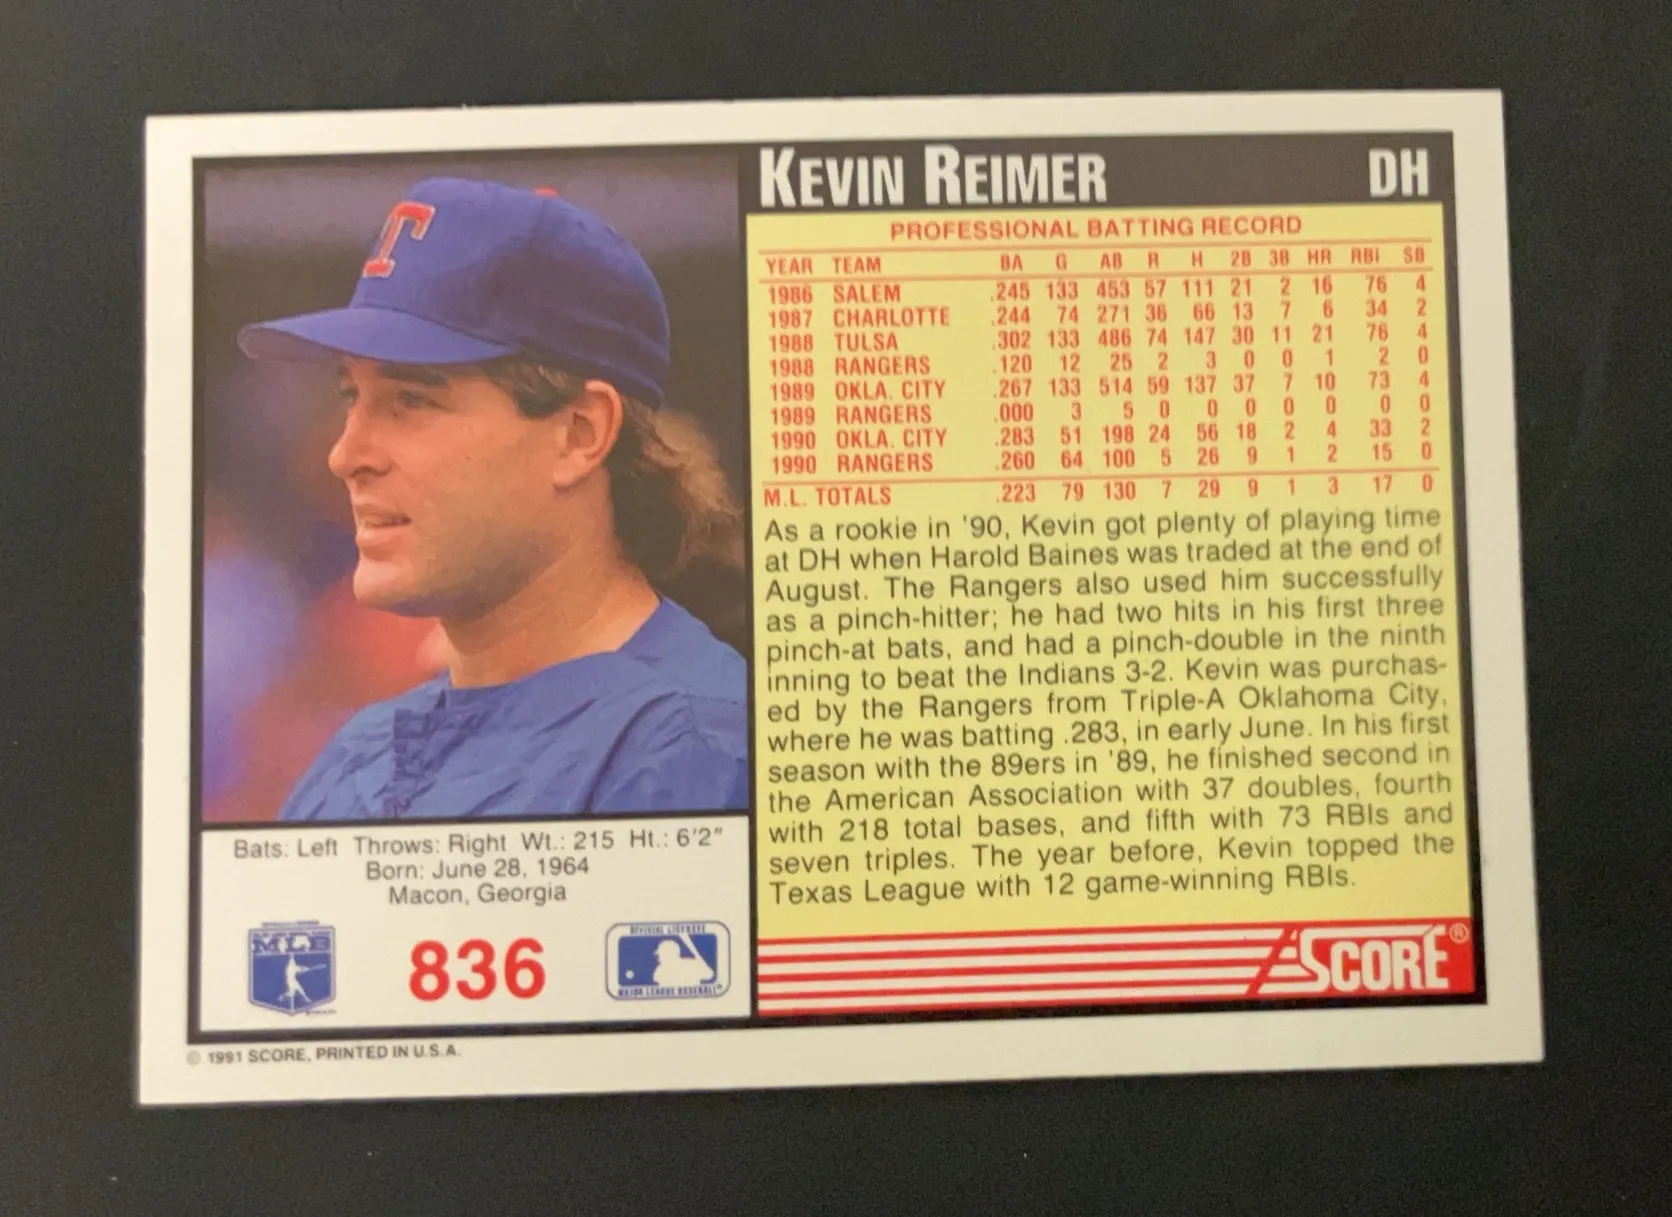 T
KEVIN REIMER DH
PROFESSIONAL BATTING RECORD
YEAR TEAM BA G AB R H 2B 3B HR RBI SB
1986 SALEM .245 133 453 57 111 21 2 16 76 4
1987 CHARLOTTE .244 74 271 36 66 13 7 6 34 2
1988 TULSA .302 133 486 74 147 30 11 21 76 4
1988 RANGERS .120 12 25 2 3 0 0 1 2 0
1989 OKLA. CITY .267 133 514 59 137 37 7 10 73 4
1989 RANGERS .000 3 5 0 0 0 0 0 0 0
1990 OKLA. CITY .283 51 198 24 56 18 2 4 33 2
1990 RANGERS .260 64 100 5 26 9 1 2 15 0
M.L. TOTALS .223 79 130 7 29 9 1 3 17 0
As a rookie in '90, Kevin got plenty of playing time
at DH when Harold Baines was traded at the end of
August. The Rangers also used him successfully
as a pinch-hitter; he had two hits in his first three
pinch-at bats, and had a pinch-double in the ninth
inning to beat the Indians 3-2. Kevin was purchas-
ed by the Rangers from Triple-A Oklahoma City,
where he was batting .283, in early June. In his first
season with the 89ers in '89, he finished second in
the American Association with 37 doubles, fourth
with 218 total bases, and fifth with 73 RBIs and
seven triples. The year before, Kevin topped the
Texas League with 12 game-winning RBIs.
Bats: Left Throws: Right Wt.: 215 Ht.: 6'2"
Born: June 28, 1964
Macon, Georgia
MLB
836
OFFICIAL LICENSEE
MAJOR LEAGUE BASEBALL
SCORE®
© 1991 SCORE, PRINTED IN U.S.A.